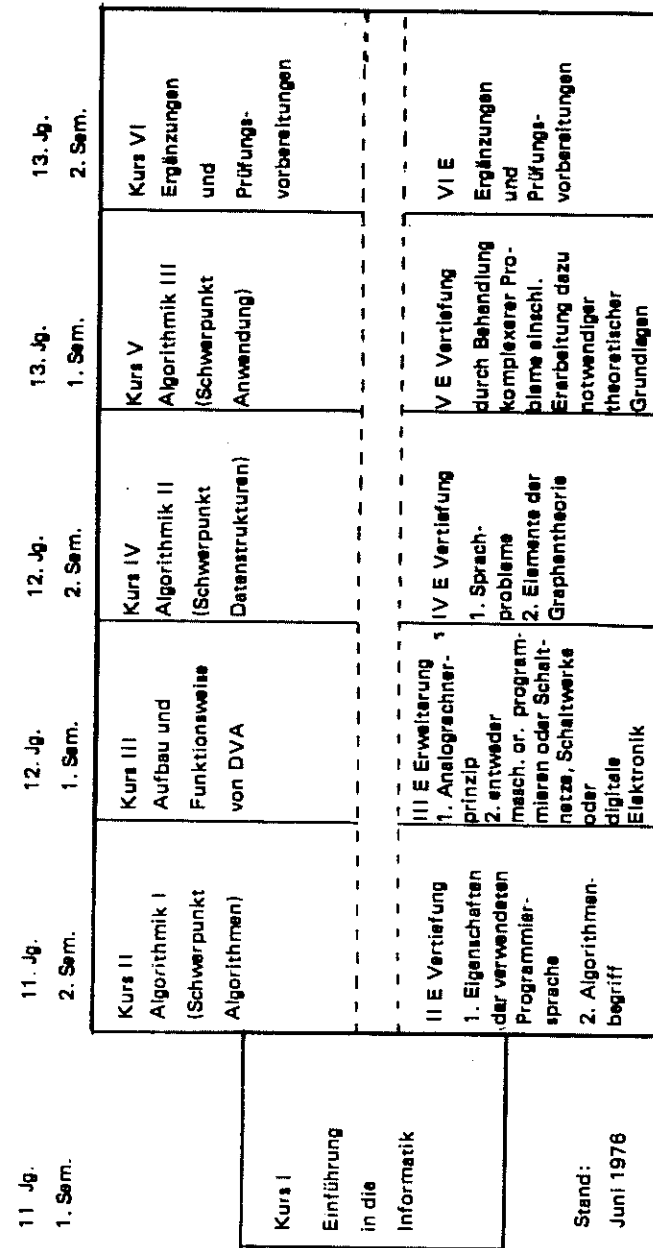 11 Jg.
1. Sem.
Kurs I
Einführung
in die
Informatik
Stand:
Juni 1976
11. Jg.
2. Sem.
Kurs II
Algorithmik I
(Schwerpunkt
Algorithmen)
II E Vertiefung
1. Eigenschaften
der verwendeten
Programmier-
sprache
2. Algorithmen-
begriff
12. Jg.
1. Sem.
Kurs III
Aufbau und
Funktionsweise
von DVA
III E Erweiterung
1. Analogrechner-
prinzip
2. entweder
masch. or. program-
mieren oder Schalt-
netze, Schaltwerke
oder
digitale
Elektronik
12. Jg.
2. Sem.
Kurs IV
Algorithmik II
(Schwerpunkt
Datenstrukturen)
IV E Vertiefung
1. Sprach-
probleme
2. Elemente der
Graphentheorie
13. Jg.
1. Sem.
Kurs V
Algorithmik III
(Schwerpunkt
Anwendung)
V E Vertiefung
durch Behandlung
komplexerer Pro-
bleme einschl.
Erarbeitung dazu
notwendiger
theoretischer
Grundlagen
13. Jg.
2. Sem.
Kurs VI
Ergänzungen
und
Prüfungs-
vorbereitungen
VI E
Ergänzungen
und
Prüfungs-
vorbereitungen